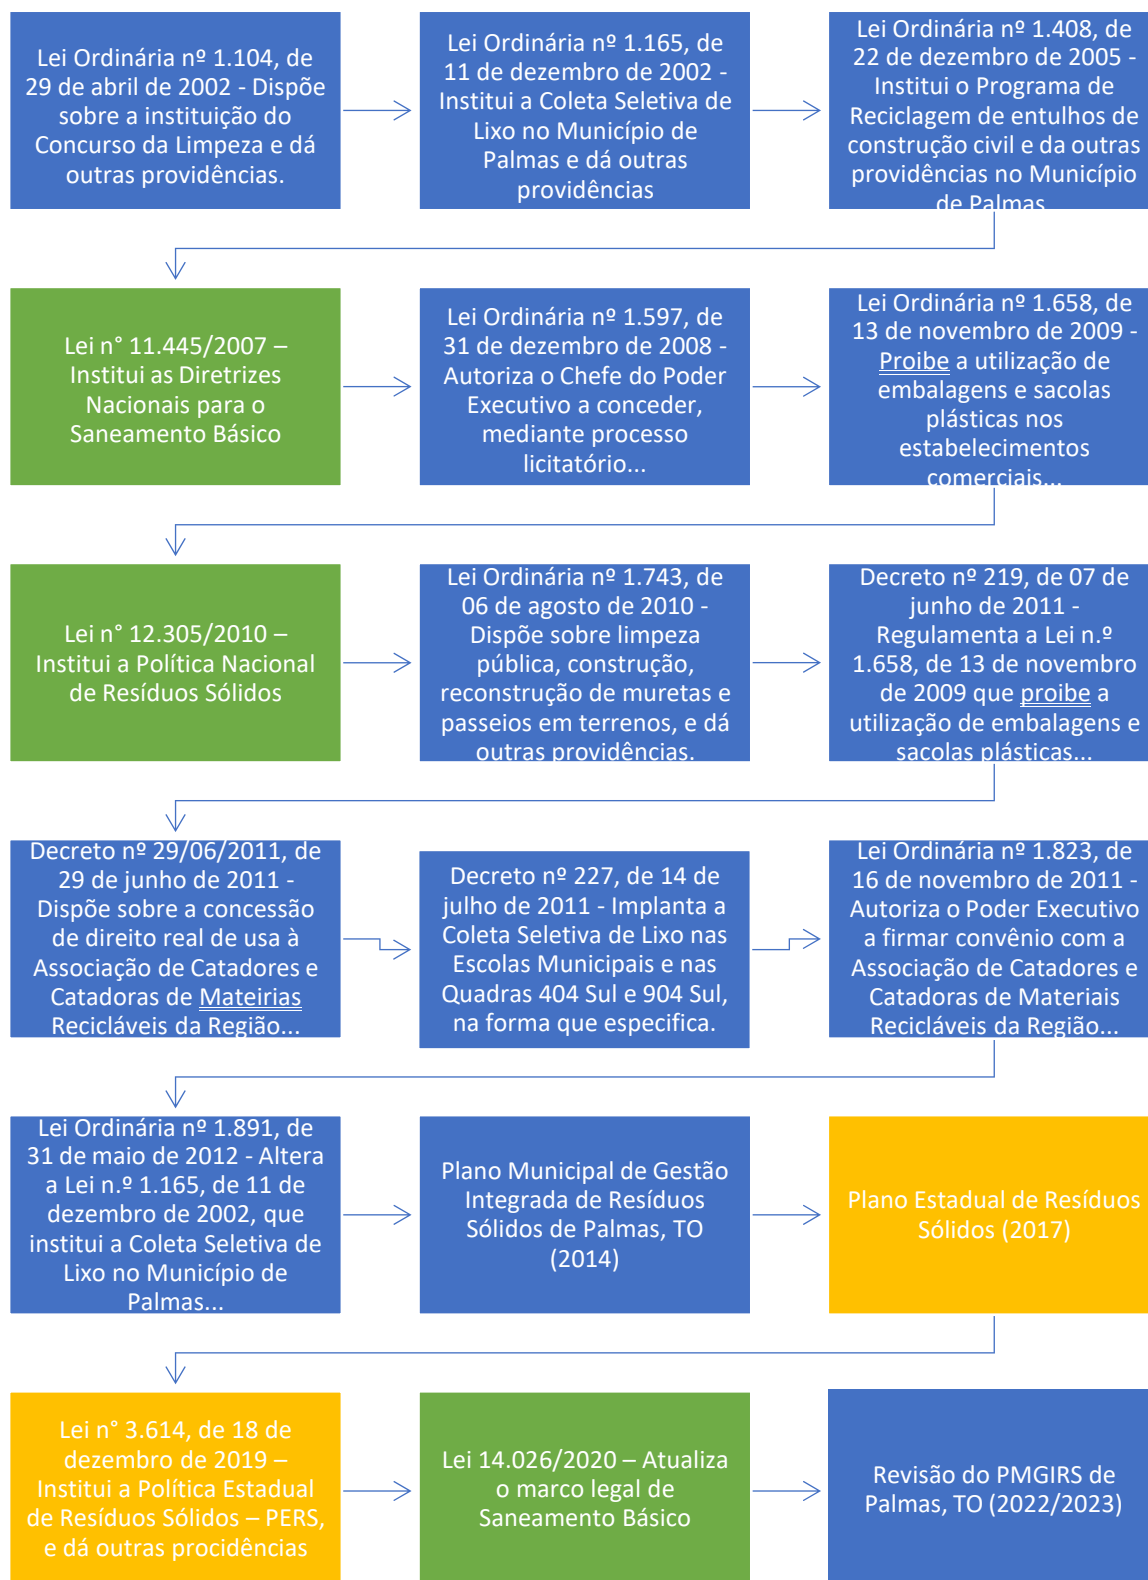 Lei Ordinária nº 1.104, de
29 de abril de 2002 - Dispõe
sobre a instituição do
Concurso da Limpeza e dá
outras providências.
Lei Ordinária nº 1.165, de
11 de dezembro de 2002 -
Institui a Coleta Seletiva de
Lixo no Município de
Palmas e dá outras
providências
Lei Ordinária nº 1.408, de
22 de dezembro de 2005 -
Institui o Programa de
Reciclagem de entulhos de
construção civil e da outras
providências no Município
de Palmas
Lei n° 11.445/2007 –
Institui as Diretrizes
Nacionais para o
Saneamento Básico
Lei Ordinária nº 1.597, de
31 de dezembro de 2008 -
Autoriza o Chefe do Poder
Executivo a conceder,
mediante processo
licitatório...
Lei Ordinária nº 1.658, de
13 de novembro de 2009 -
Proibe a utilização de
embalagens e sacolas
plásticas nos
estabelecimentos
comerciais...
Lei n° 12.305/2010 –
Institui a Política Nacional
de Resíduos Sólidos
Lei Ordinária nº 1.743, de
06 de agosto de 2010 -
Dispõe sobre limpeza
pública, construção,
reconstrução de muretas e
passeios em terrenos, e dá
outras providências.
Decreto nº 219, de 07 de
junho de 2011 -
Regulamenta a Lei n.º
1.658, de 13 de novembro
de 2009 que proibe a
utilização de embalagens e
sacolas plásticas...
Decreto nº 29/06/2011, de
29 de junho de 2011 -
Dispõe sobre a concessão
de direito real de usa à
Associação de Catadores e
Catadoras de Mateirias
Recicláveis da Região...
Decreto nº 227, de 14 de
julho de 2011 - Implanta a
Coleta Seletiva de Lixo nas
Escolas Municipais e nas
Quadras 404 Sul e 904 Sul,
na forma que especifica.
Lei Ordinária nº 1.823, de
16 de novembro de 2011 -
Autoriza o Poder Executivo
a firmar convênio com a
Associação de Catadores e
Catadoras de Materiais
Recicláveis da Região...
Lei Ordinária nº 1.891, de
31 de maio de 2012 - Altera
a Lei n.º 1.165, de 11 de
dezembro de 2002, que
institui a Coleta Seletiva de
Lixo no Município de
Palmas...
Plano Municipal de Gestão
Integrada de Resíduos
Sólidos de Palmas, TO
(2014)
Plano Estadual de Resíduos
Sólidos (2017)
Lei n° 3.614, de 18 de
dezembro de 2019 –
Institui a Política Estadual
de Resíduos Sólidos – PERS,
e dá outras procidências
Lei 14.026/2020 – Atualiza
o marco legal de
Saneamento Básico
Revisão do PMGIRS de
Palmas, TO (2022/2023)